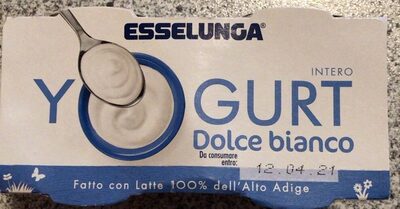 ESSELUNGA®
INTERO
YOGURT
Dolce bianco
Da consumare
entro: 12.04.21
Fatto con Latte 100% dell'Alto Adige